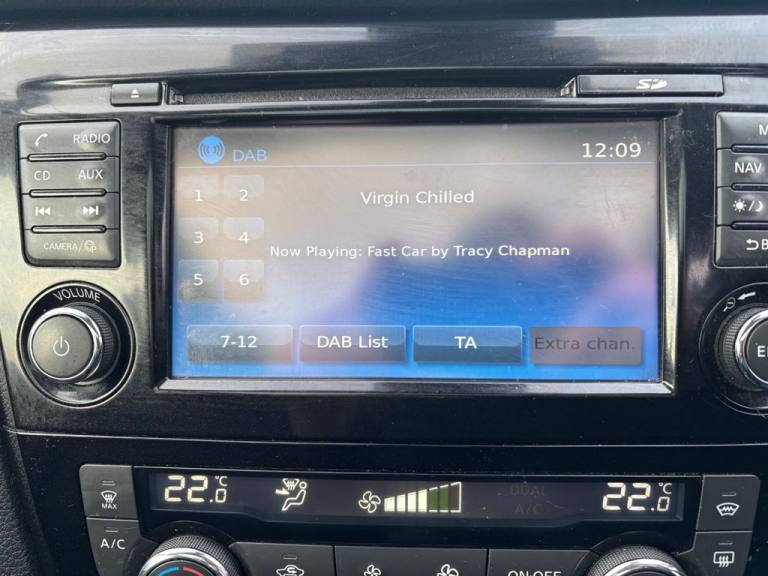 SD
RADIO
CD AUX
CAMERA/
VOLUME
DAB
12:09
1 2
Virgin Chilled
3 4
Now Playing: Fast Car by Tracy Chapman
5 6
7-12
DAB List
TA
Extra chan.
M
NAV
B
E
22.0°C
DUAL
A/C
22.0°C
MAX
A/C
ON·OFF